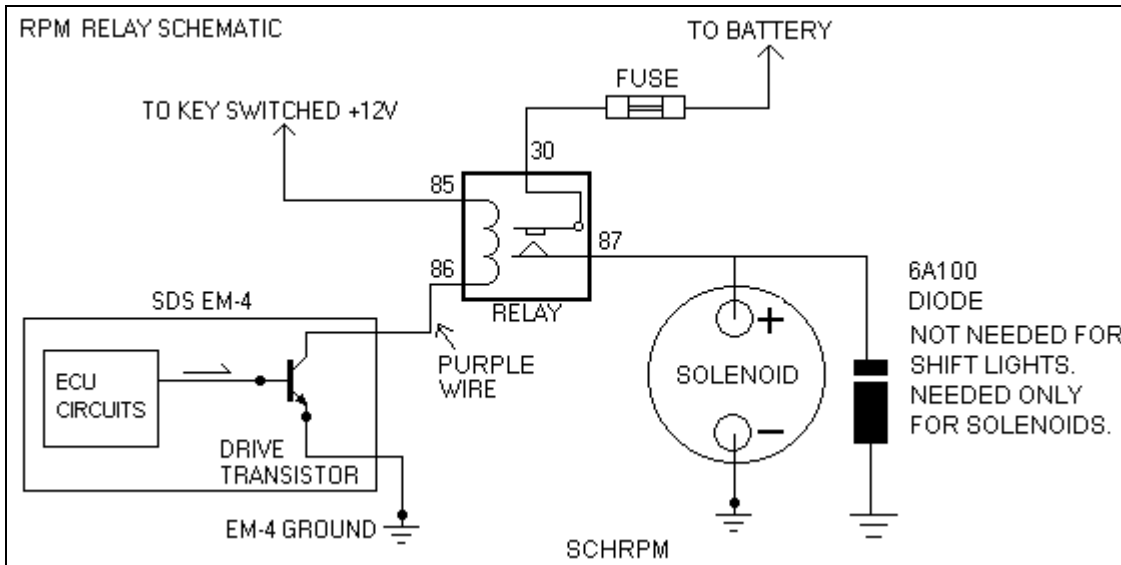 RPM RELAY SCHEMATIC
TO BATTERY
FUSE
TO KEY SWITCHED +12V
30
85
87
86
RELAY
SDS EM-4
ECU
CIRCUITS
PURPLE
WIRE
DRIVE
TRANSISTOR
EM-4 GROUND
+
SOLENOID
−
6A100
DIODE
NOT NEEDED FOR
SHIFT LIGHTS.
NEEDED ONLY
FOR SOLENOIDS.
SCHRPM